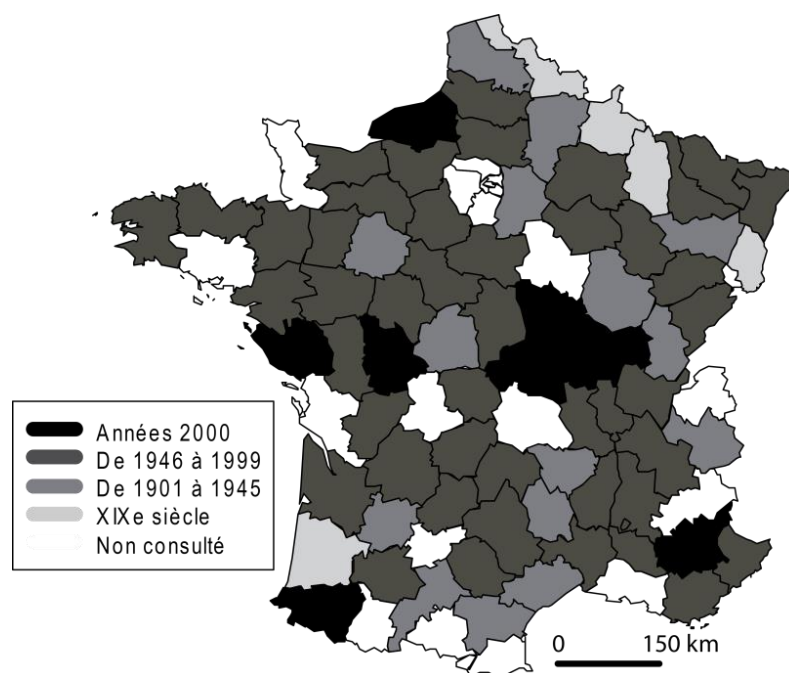 Années 2000
De 1946 à 1999
De 1901 à 1945
XIXe siècle
Non consulté
0 150 km